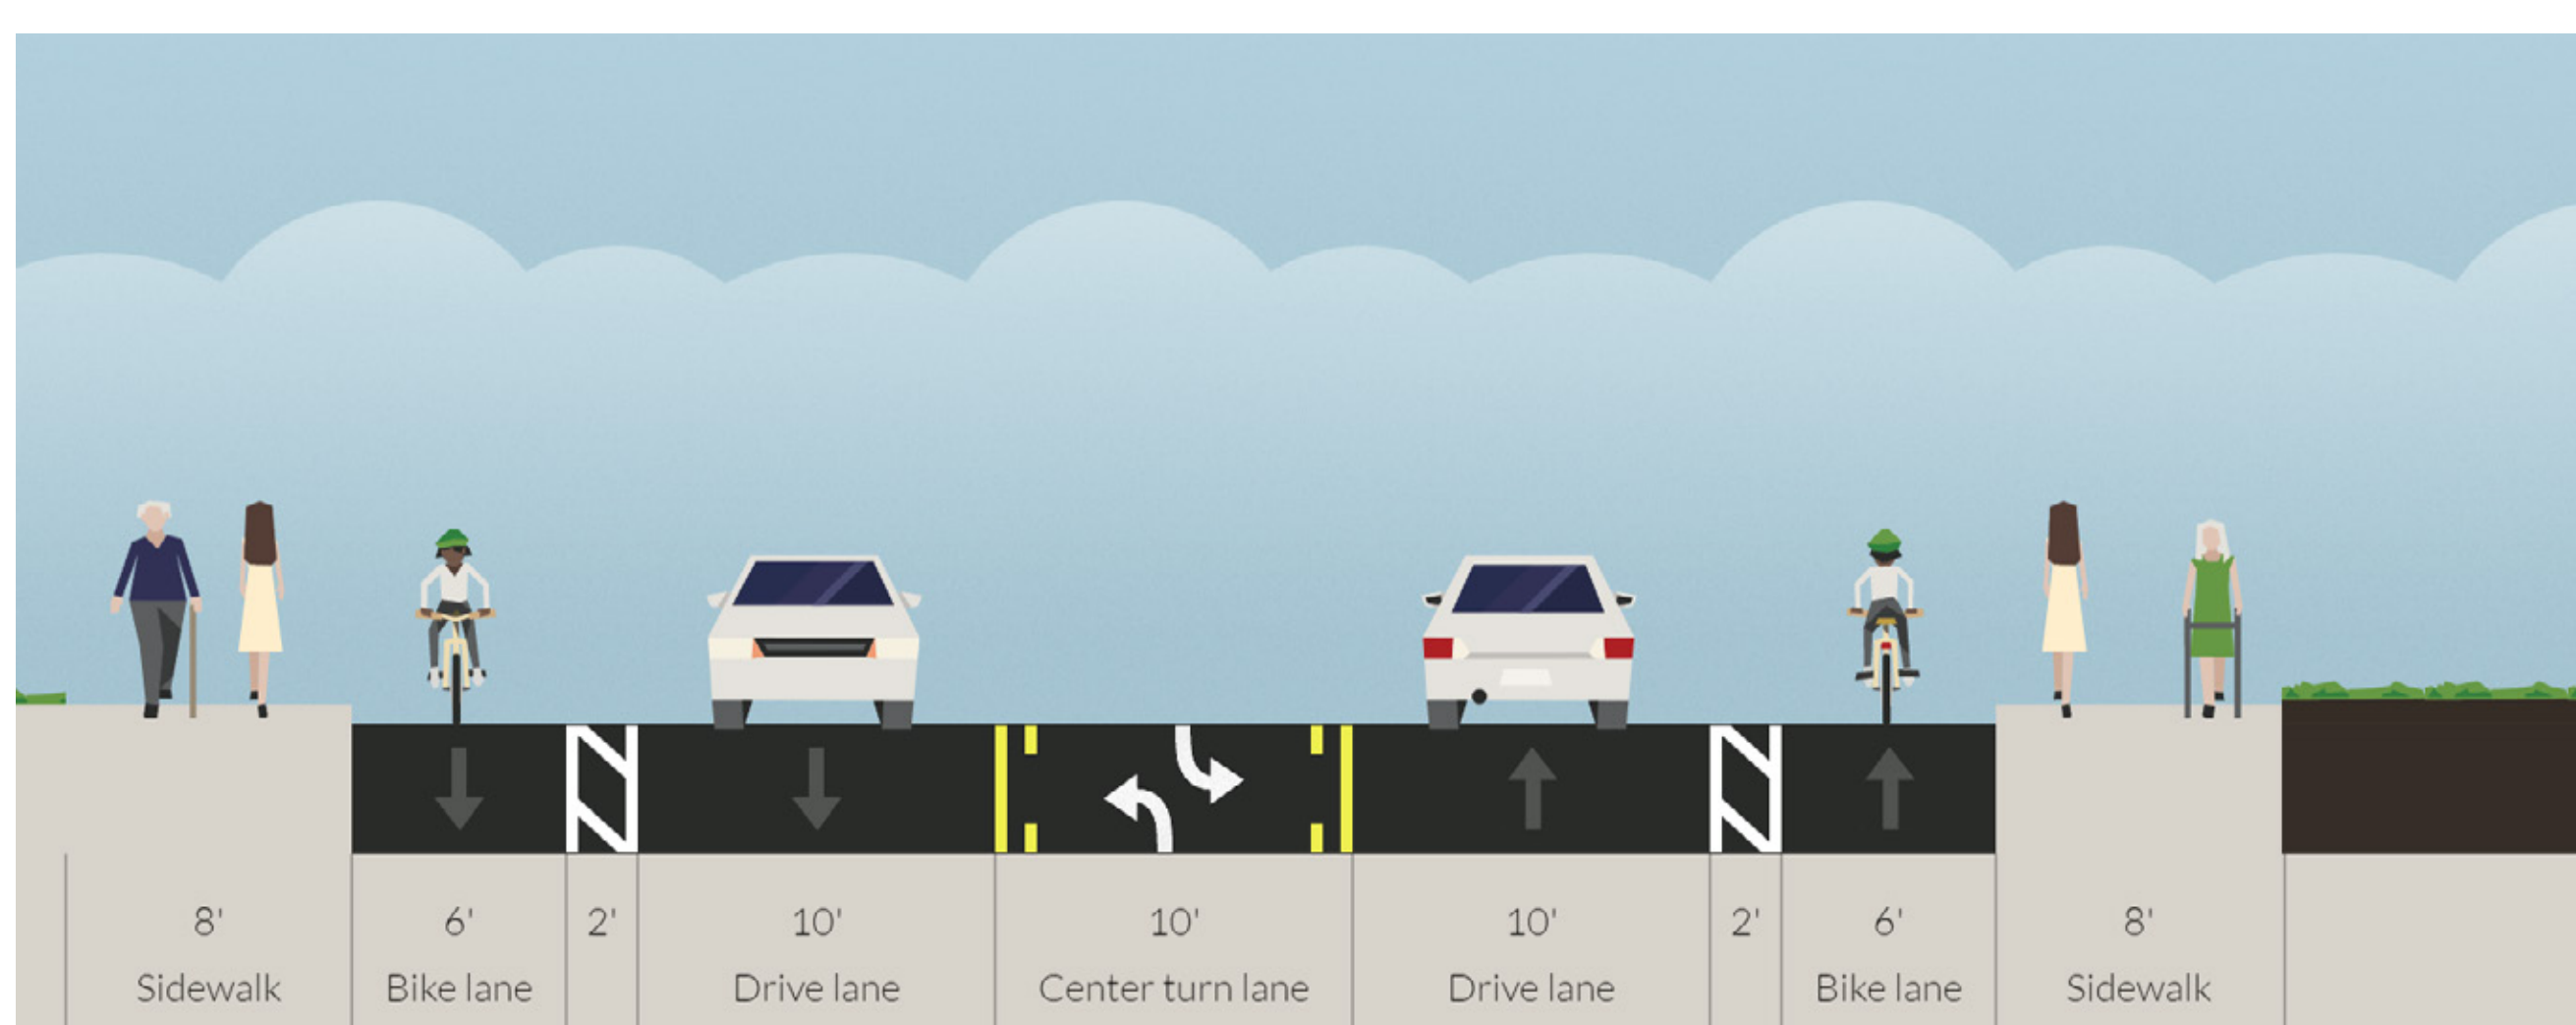 8' 6' 2' 10' 10' 10' 2' 6' 8'
Sidewalk Bike lane Drive lane Center turn lane Drive lane Bike lane Sidewalk